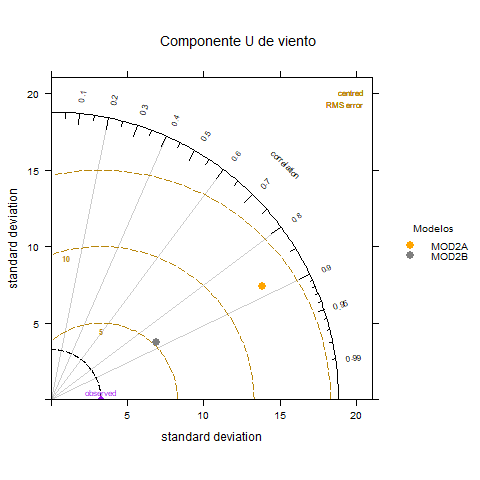 Componente U de viento
centred
RMS error
20
15
10
5
standard deviation
0.1
0.2
0.3
0.4
0.5
0.6
correlation
0.7
0.8
0.9
0.95
0.99
10
5
observed
5
10
15
20
standard deviation
Modelos
MOD2A
MOD2B